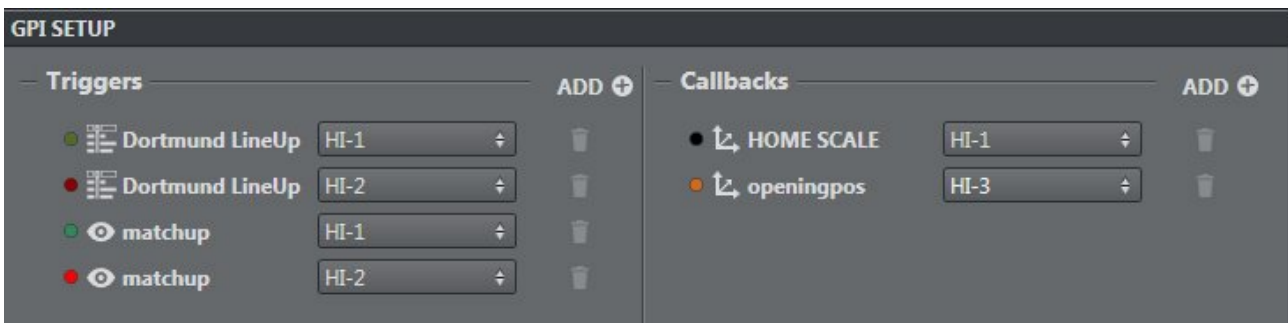 GPI SETUP
Triggers ADD
Dortmund LineUp HI-1
Dortmund LineUp HI-2
matchup HI-1
matchup HI-2
Callbacks ADD
HOME SCALE HI-1
openingpos HI-3